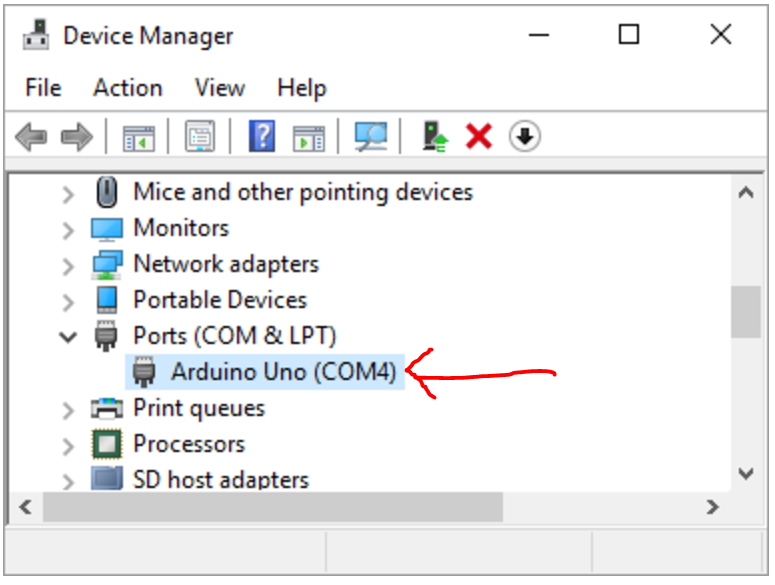 Device Manager
File Action View Help
Mice and other pointing devices
Monitors
Network adapters
Portable Devices
Ports (COM & LPT)
Arduino Uno (COM4)
Print queues
Processors
SD host adapters